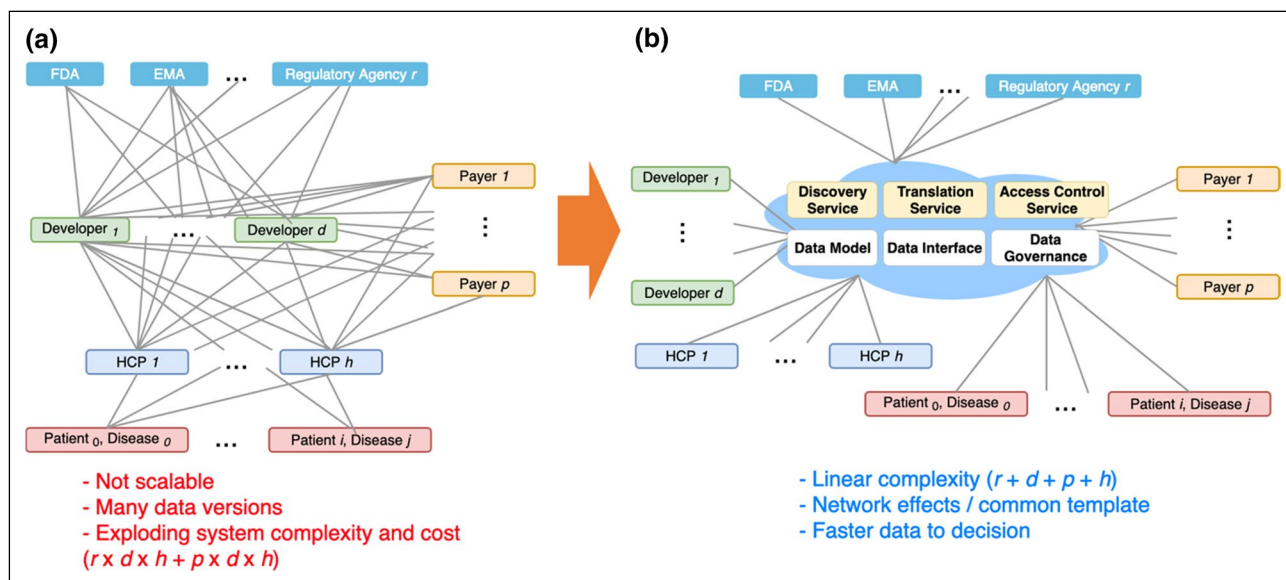 (a)
FDA
EMA
...
Regulatory Agency r
Payer 1
⋮
Developer 1
...
Developer d
Payer p
HCP 1
...
HCP h
Patient 0, Disease 0
...
Patient i, Disease j
- Not scalable
- Many data versions
- Exploding system complexity and cost
(r x d x h + p x d x h)
(b)
FDA
EMA
...
Regulatory Agency r
Developer 1
⋮
Developer d
Discovery
Service
Translation
Service
Access Control
Service
Data Model
Data Interface
Data
Governance
Payer 1
⋮
Payer p
HCP 1
...
HCP h
Patient 0, Disease 0
...
Patient i, Disease j
- Linear complexity (r + d + p + h)
- Network effects / common template
- Faster data to decision